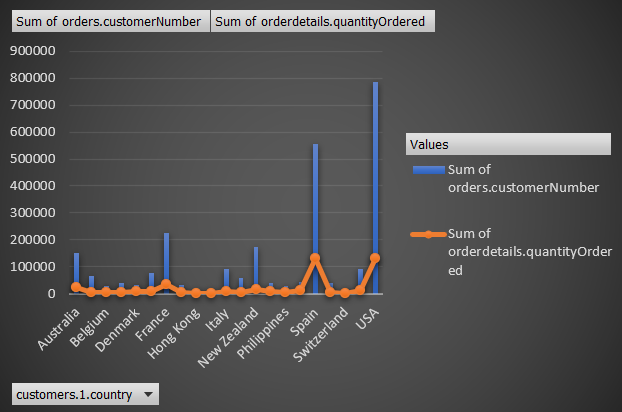 Sum of orders.customerNumber Sum of orderdetails.quantityOrdered
900000
800000
700000
600000
500000
400000
300000
200000
100000
0
Australia
Belgium
Denmark
France
Hong Kong
Italy
New Zealand
Philippines
Spain
Switzerland
USA
Values
Sum of
orders.customerNumber
Sum of
orderdetails.quantityOrder
ed
customers.1.country